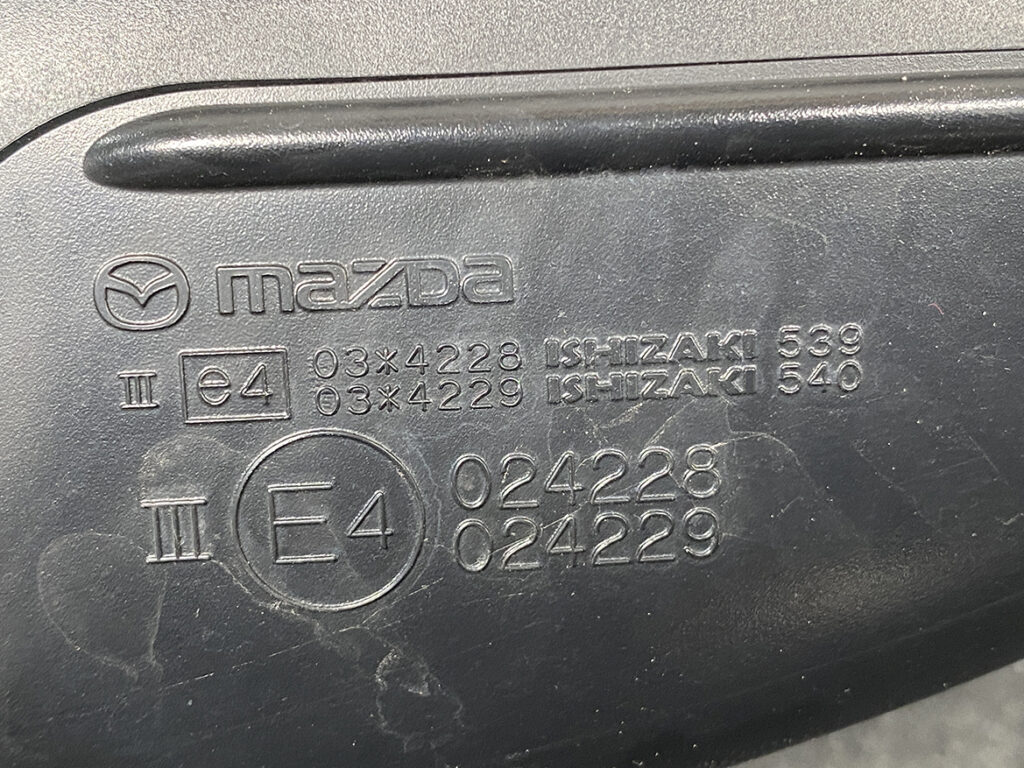 mazda
III e4 03*4228 ISHIZAKI 539
03*4229 ISHIZAKI 540
III E4 024228
024229